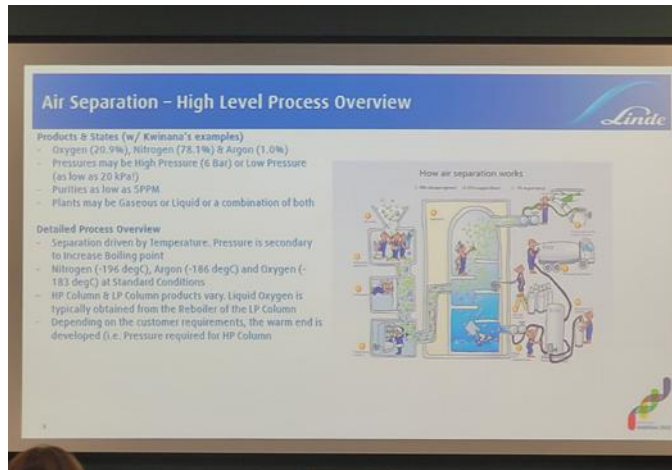 Air Separation – High Level Process Overview
Linde
Products & States (w/ Kwinana's examples)
- Oxygen (20.9%), Nitrogen (78.1%) & Argon (1.0%)
- Pressures may be High Pressure (6 Bar) or Low Pressure
(as low as 20 kPa!)
- Purities as low as 5PPM
- Plants may be Gaseous or Liquid or a combination of both
Detailed Process Overview
- Separation driven by Temperature. Pressure is secondary
to Increase Boiling point
- Nitrogen (-196 degC), Argon (-186 degC) and Oxygen (-
183 degC) at Standard Conditions
- HP Column & LP Column products vary. Liquid Oxygen is
typically obtained from the Reboiler of the LP Column
- Depending on the customer requirements, the warm end is
developed (i.e. Pressure required for HP Column
How air separation works